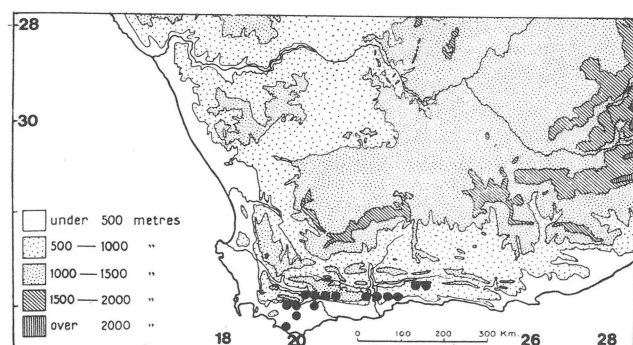 28
30
under 500 metres
500 — 1000 "
1000 — 1500 "
1500 — 2000 "
over 2000 "
18 20 0 100 200 300 Km. 26 28